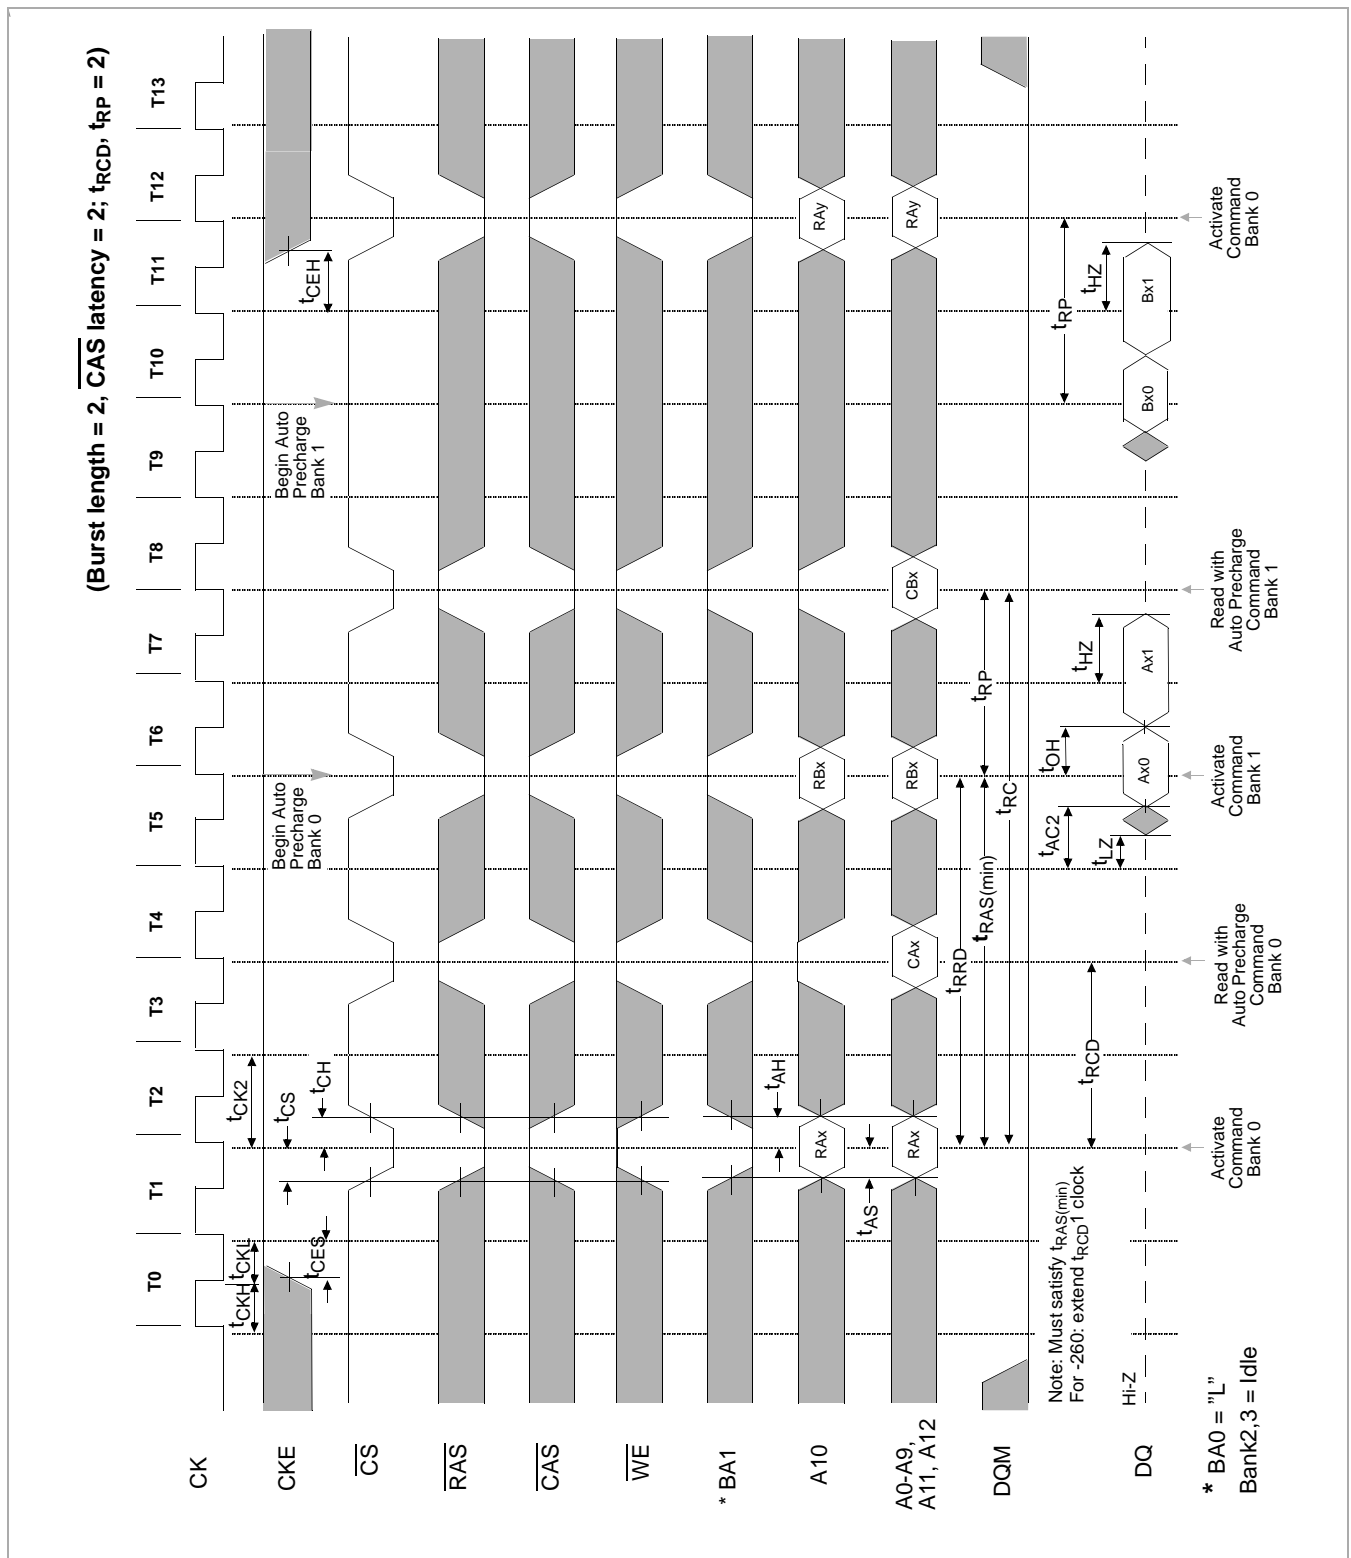 (Burst length = 2, CAS latency = 2; tRCD, tRP = 2)
T0 T1 T2 T3 T4 T5 T6 T7 T8 T9 T10 T11 T12 T13
CK
tCKH tCKL
tCK2
CKE
tCES
tCS
tCH
Begin Auto
Precharge
Bank 0
Begin Auto
Precharge
Bank 1
tCEH
CS
RAS
CAS
WE
* BA1
tAH
A10
RAx RBx RAy
tAS
A0-A9,
A11, A12
RAx CAx RBx CBx RAy
tRRD
tRAS(min)
tRP
tRC
DQM
Note: Must satisfy tRAS(min)
For -260: extend tRCD1 clock
tRCD
tAC2
tOH
tRP
tLZ
tHZ
tHZ
DQ
Hi-Z
Ax0 Ax1 Bx0 Bx1
Activate
Command
Bank 0
Read with
Auto Precharge
Command
Bank 0
Activate
Command
Bank 1
Read with
Auto Precharge
Command
Bank 1
Activate
Command
Bank 0
* BA0 = ”L”
Bank2,3 = Idle